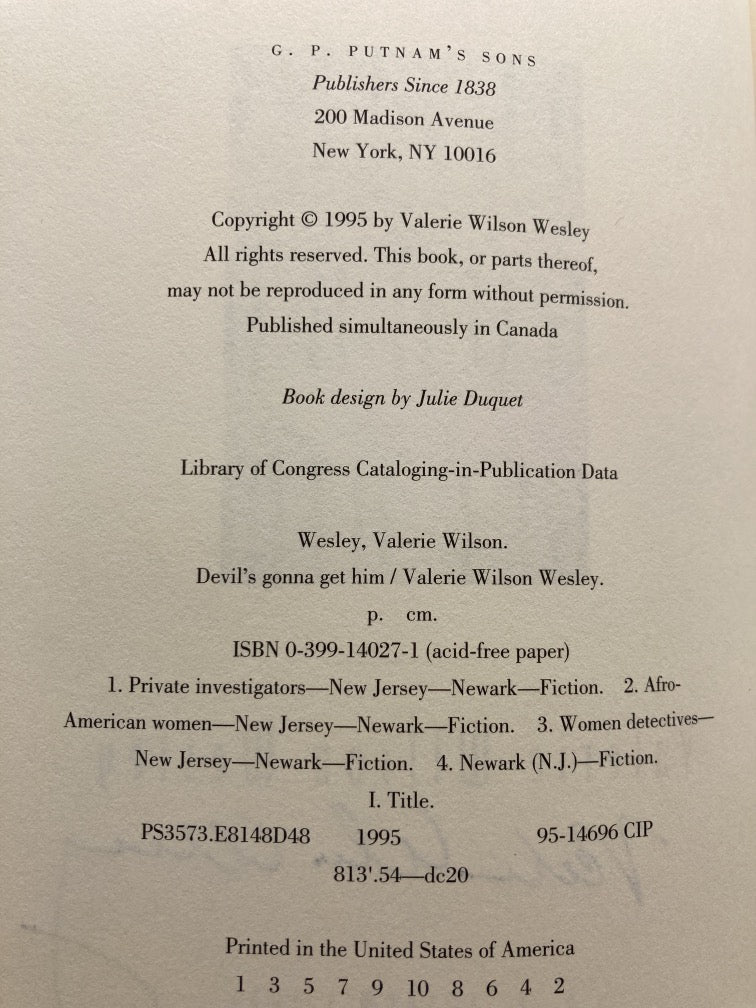 G. P. PUTNAM'S SONS
Publishers Since 1838
200 Madison Avenue
New York, NY 10016
Copyright © 1995 by Valerie Wilson Wesley
All rights reserved. This book, or parts thereof,
may not be reproduced in any form without permission.
Published simultaneously in Canada
Book design by Julie Duquet
Library of Congress Cataloging-in-Publication Data
Wesley, Valerie Wilson.
Devil's gonna get him / Valerie Wilson Wesley.
p. cm.
ISBN 0-399-14027-1 (acid-free paper)
1. Private investigators—New Jersey—Newark—Fiction. 2. Afro-
American women—New Jersey—Newark—Fiction. 3. Women detectives—
New Jersey—Newark—Fiction. 4. Newark (N.J.)—Fiction.
I. Title.
PS3573.E8148D48 1995 95-14696 CIP
813'.54—dc20
Printed in the United States of America
1 3 5 7 9 10 8 6 4 2